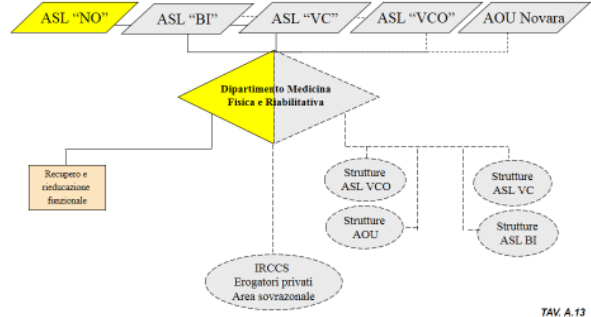 ASL “NO”
ASL “BI”
ASL “VC”
ASL “VCO”
AOU Novara
Dipartimento Medicina
Fisica e Riabilitativa
Recupero e
rieducazione
funzionale
Strutture
ASL VCO
Strutture
ASL VC
Strutture
AOU
Strutture
ASL BI
IRCCS
Erogatori privati
Area sovrazonale
TAV. A.13